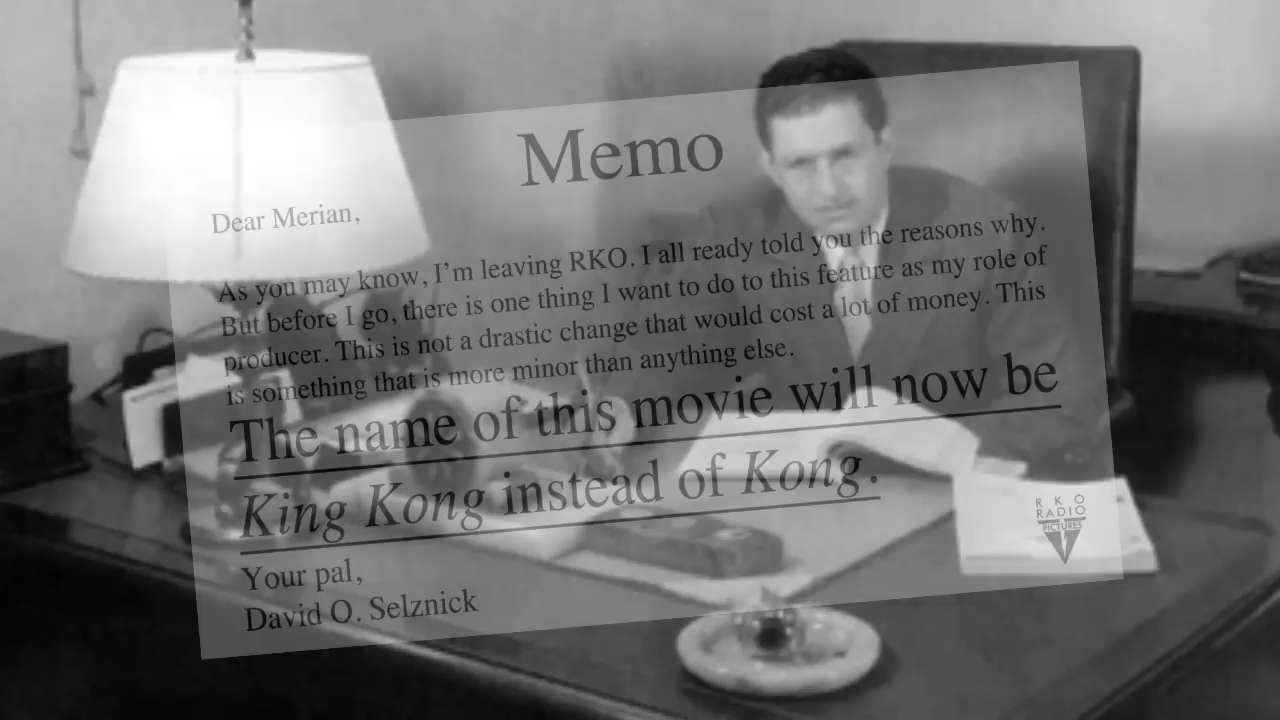 Memo
Dear Merian,
As you may know, I'm leaving RKO. I all ready told you the reasons why.
But before I go, there is one thing I want to do to this feature as my role of
producer. This is not a drastic change that would cost a lot of money. This
is something that is more minor than anything else.
The name of this movie will now be
King Kong instead of Kong.
Your pal,
David O. Selznick
R K O
RADIO
PICTURES